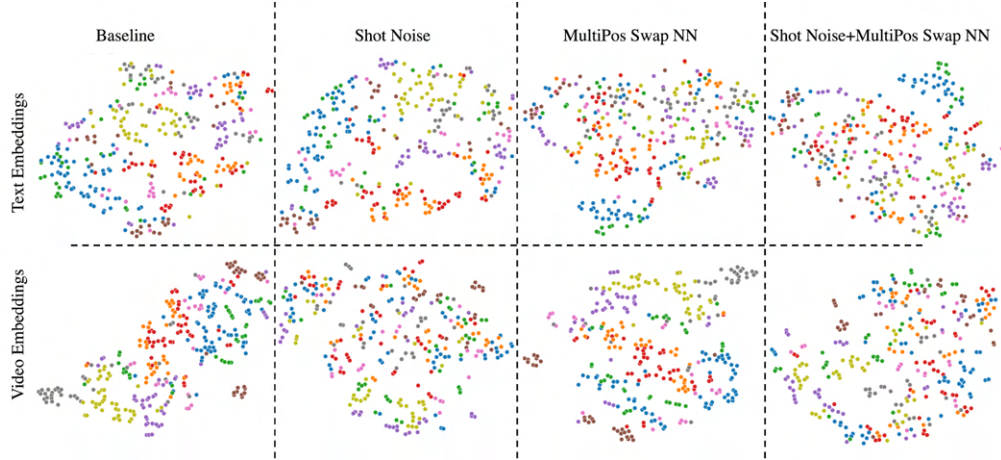 Baseline
Shot Noise
MultiPos Swap NN
Shot Noise+MultiPos Swap NN
Text Embeddings
Video Embeddings